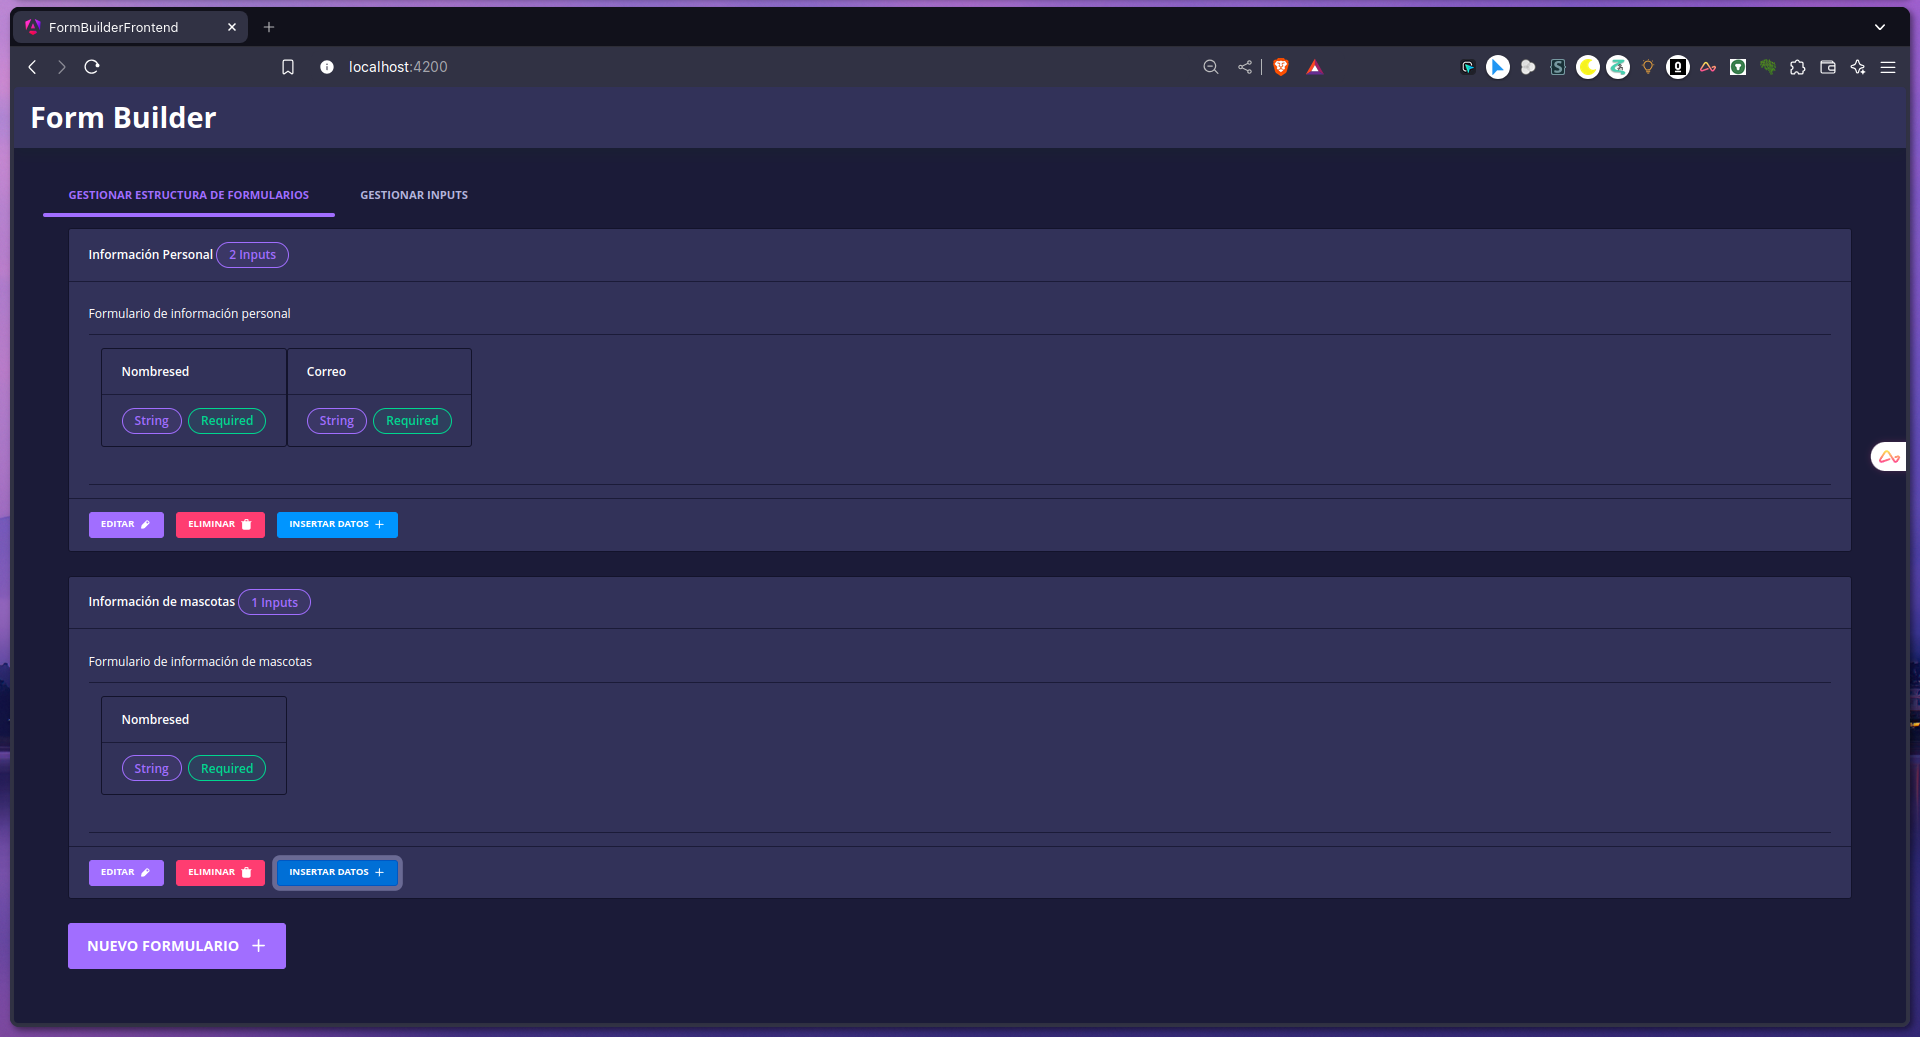 FormBuilderFrontend
localhost:4200
Form Builder
GESTIONAR ESTRUCTURA DE FORMULARIOS GESTIONAR INPUTS
Información Personal 2 Inputs
Formulario de información personal
Nombresed Correo
String Required String Required
EDITAR ELIMINAR INSERTAR DATOS
Información de mascotas 1 Inputs
Formulario de información de mascotas
Nombresed
String Required
EDITAR ELIMINAR INSERTAR DATOS
NUEVO FORMULARIO